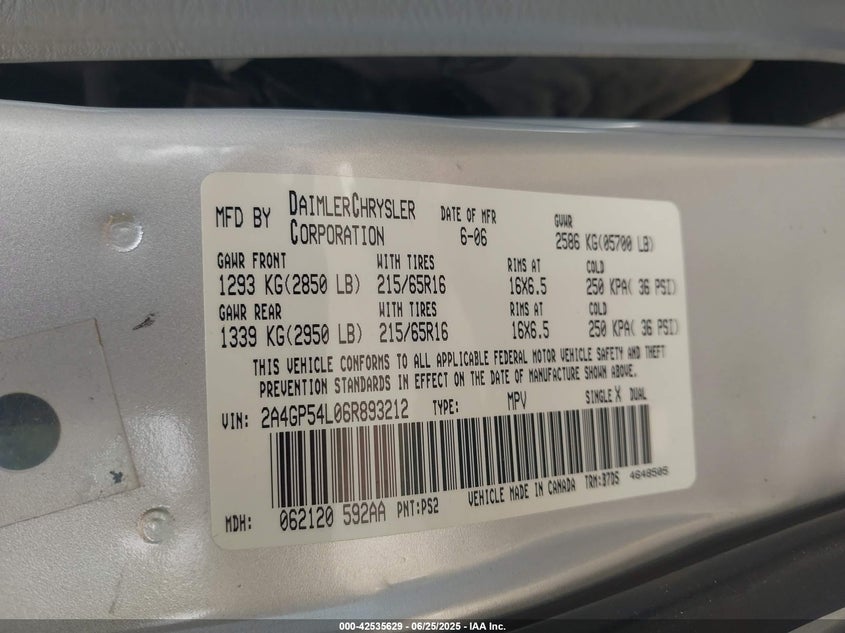 MFD BY DAIMLERCHRYSLER CORPORATION DATE OF MFR 6-06 GVWR 2586 KG(05700 LB)
GAWR FRONT WITH TIRES RIMS AT COLD
1293 KG(2850 LB) 215/65R16 16X6.5 250 KPA( 36 PSI)
GAWR REAR WITH TIRES RIMS AT COLD
1339 KG(2950 LB) 215/65R16 16X6.5 250 KPA( 36 PSI)
THIS VEHICLE CONFORMS TO ALL APPLICABLE FEDERAL MOTOR VEHICLE SAFETY AND THEFT
PREVENTION STANDARDS IN EFFECT ON THE DATE OF MANUFACTURE SHOWN ABOVE.
VIN: 2A4GP54L06R893212 TYPE: MPV SINGLE X DUAL
MDH: 062120 592AA PNT:PS2 VEHICLE MADE IN CANADA TRM:B7D5 4648505
000-42535629 - 06/25/2025 - IAA Inc.